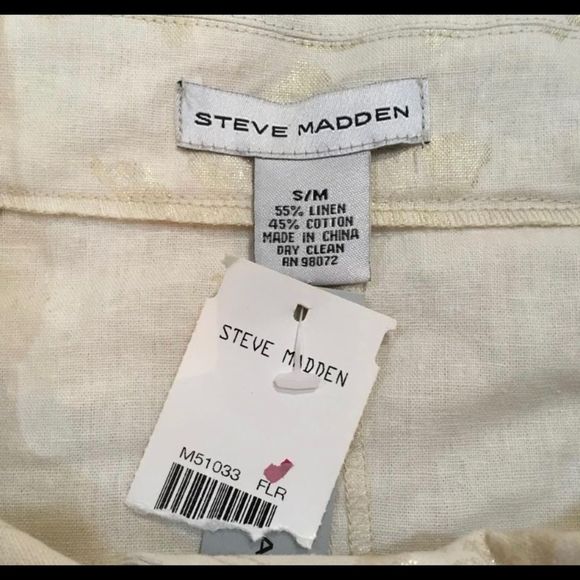 STEVE MADDEN
S/M
55% LINEN
45% COTTON
MADE IN CHINA
DRY CLEAN
RN 98072
STEVE MADDEN
M51033 FLR